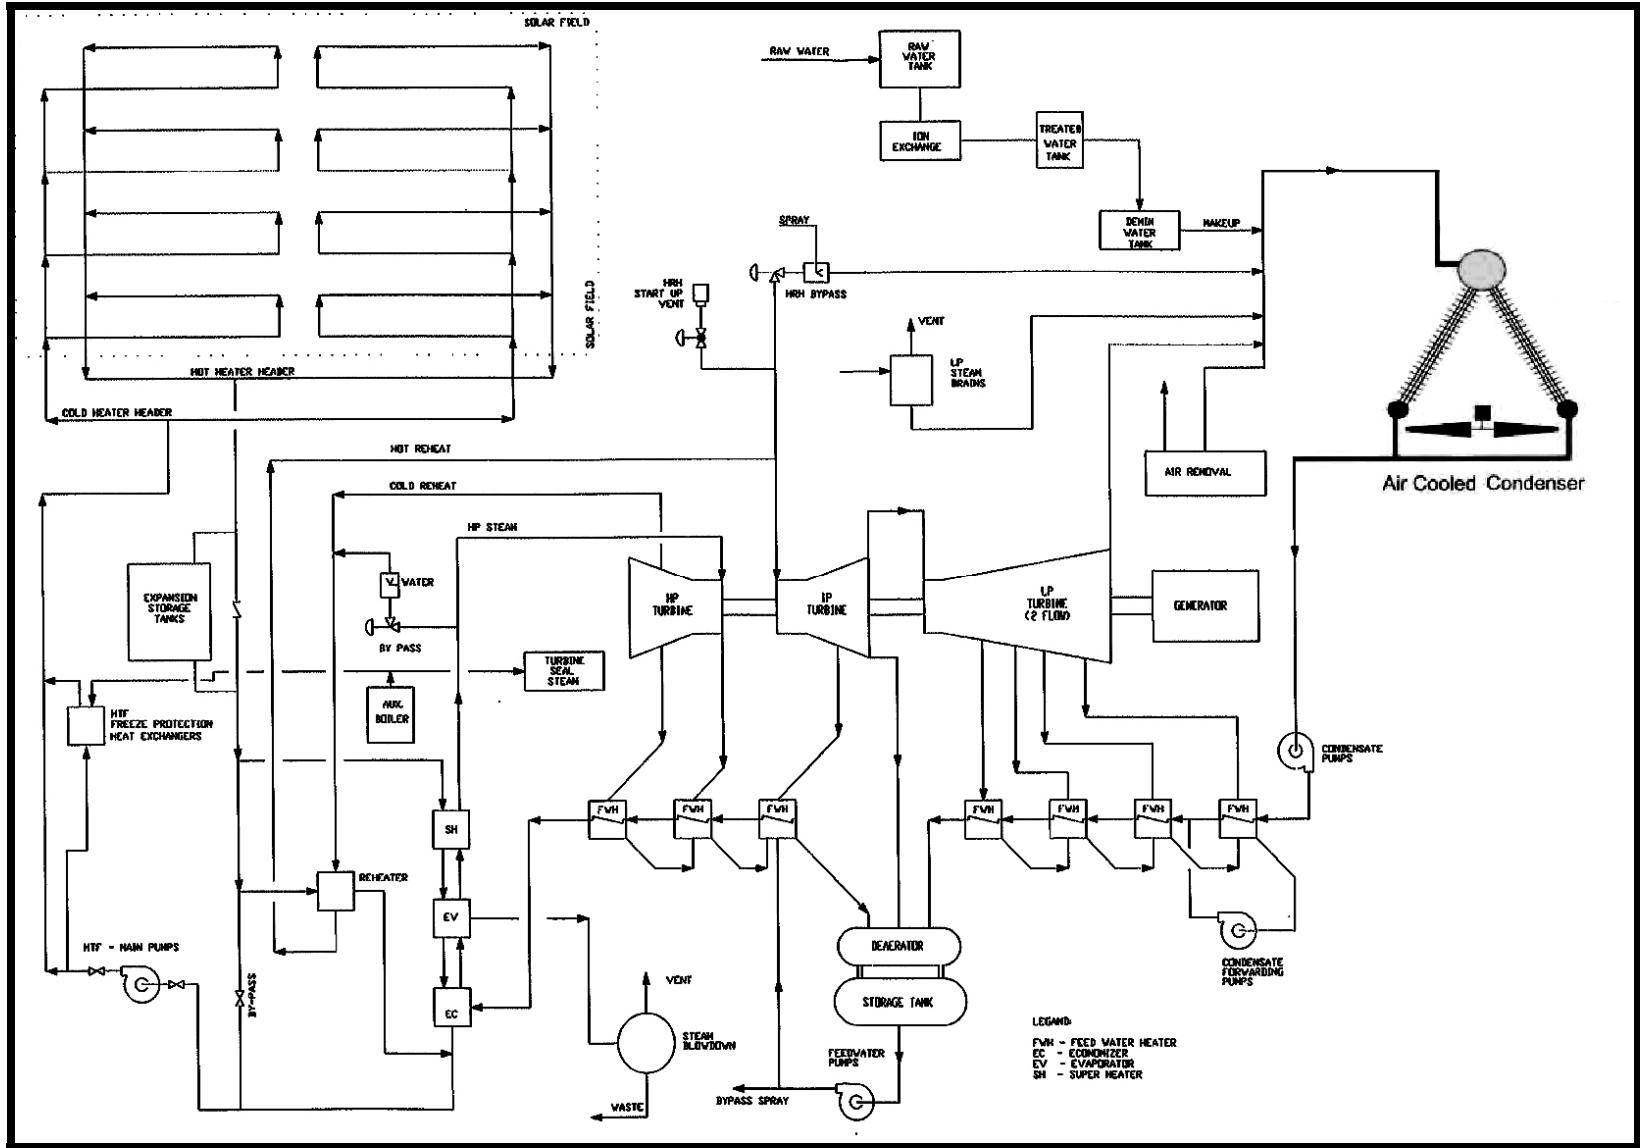 SOLAR FIELD
RAW WATER
RAW
WATER
TANK
ION
EXCHANGE
TREATED
WATER
TANK
DEMIN
WATER
TANK
MAKEUP
SPRAY
HRH BYPASS
HRH
START UP
VENT
SOLAR FIELD
VENT
LP
STEAM
DRAINS
HOT HEATER HEADER
COLD HEATER HEADER
HOT REHEAT
COLD REHEAT
HP STEAM
AIR REMOVAL
Air Cooled Condenser
EXPANSION
STORAGE
TANKS
WATER
BY PASS
HP
TURBINE
IP
TURBINE
LP
TURBINE
(2 FLOW)
GENERATOR
TURBINE
SEAL
STEAM
AUX.
BOILER
HTF
FREEZE PROTECTION
HEAT EXCHANGERS
CONDENSATE
PUMPS
FWH
FWH
FWH
FWH
FWH
FWH
FWH
SH
REHEATER
EV
EC
HTF - MAIN PUMPS
BY-PASS
DEAERATOR
STORAGE TANK
CONDENSATE
FORWARDING
PUMPS
VENT
STEAM
BLOWDOWN
WASTE
FEEDWATER
PUMPS
BYPASS SPRAY
LEGAND:
FWH - FEED WATER HEATER
EC - ECONOMIZER
EV - EVAPORATOR
SH - SUPER HEATER